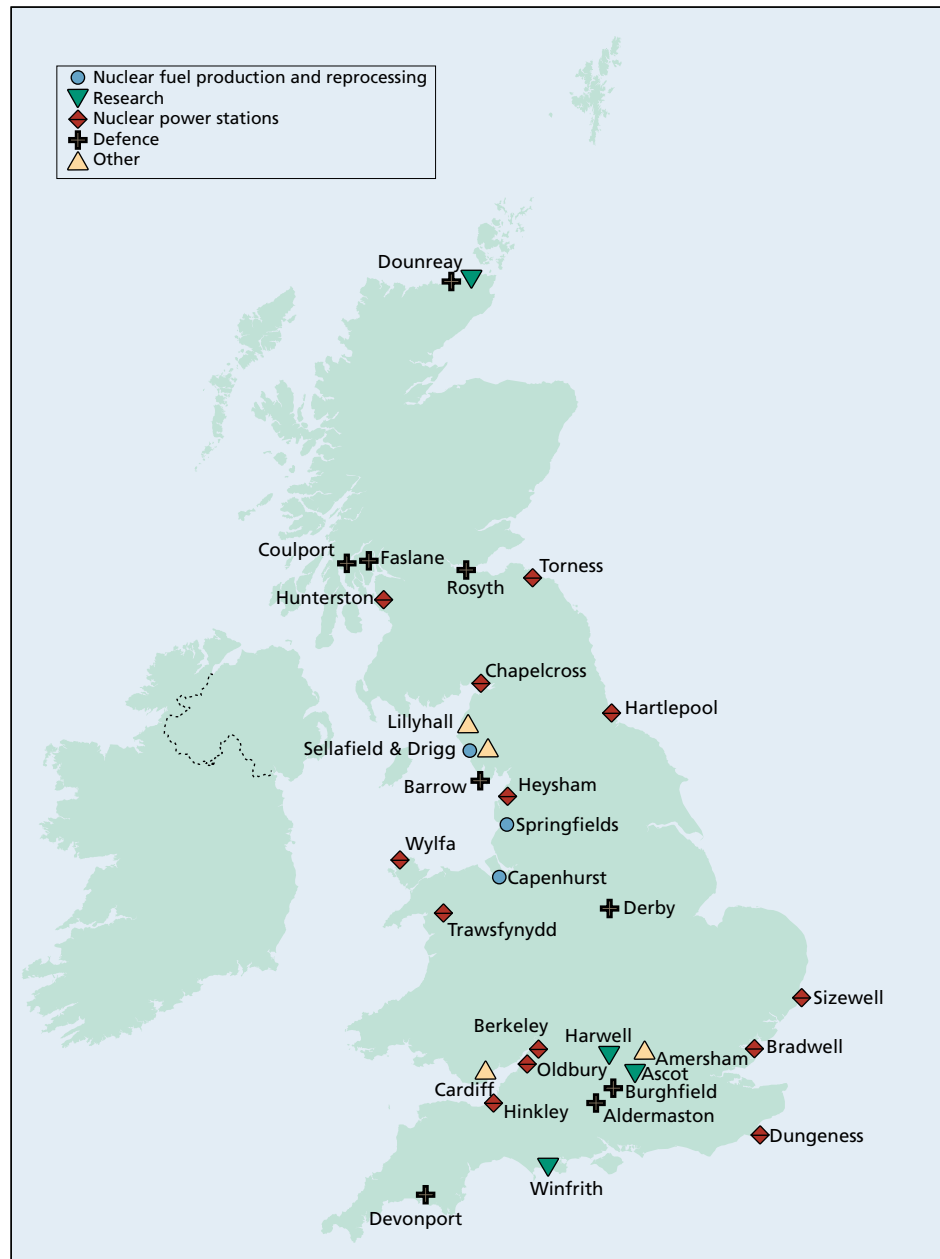 Nuclear fuel production and reprocessing
Research
Nuclear power stations
Defence
Other
Dounreay
Coulport
Faslane
Rosyth
Torness
Hunterston
Chapelcross
Hartlepool
Lillyhall
Sellafield & Drigg
Barrow
Heysham
Springfields
Wylfa
Capenhurst
Derby
Trawsfynydd
Sizewell
Berkeley
Harwell
Bradwell
Amersham
Oldbury
Ascot
Cardiff
Burghfield
Hinkley
Aldermaston
Dungeness
Winfrith
Devonport